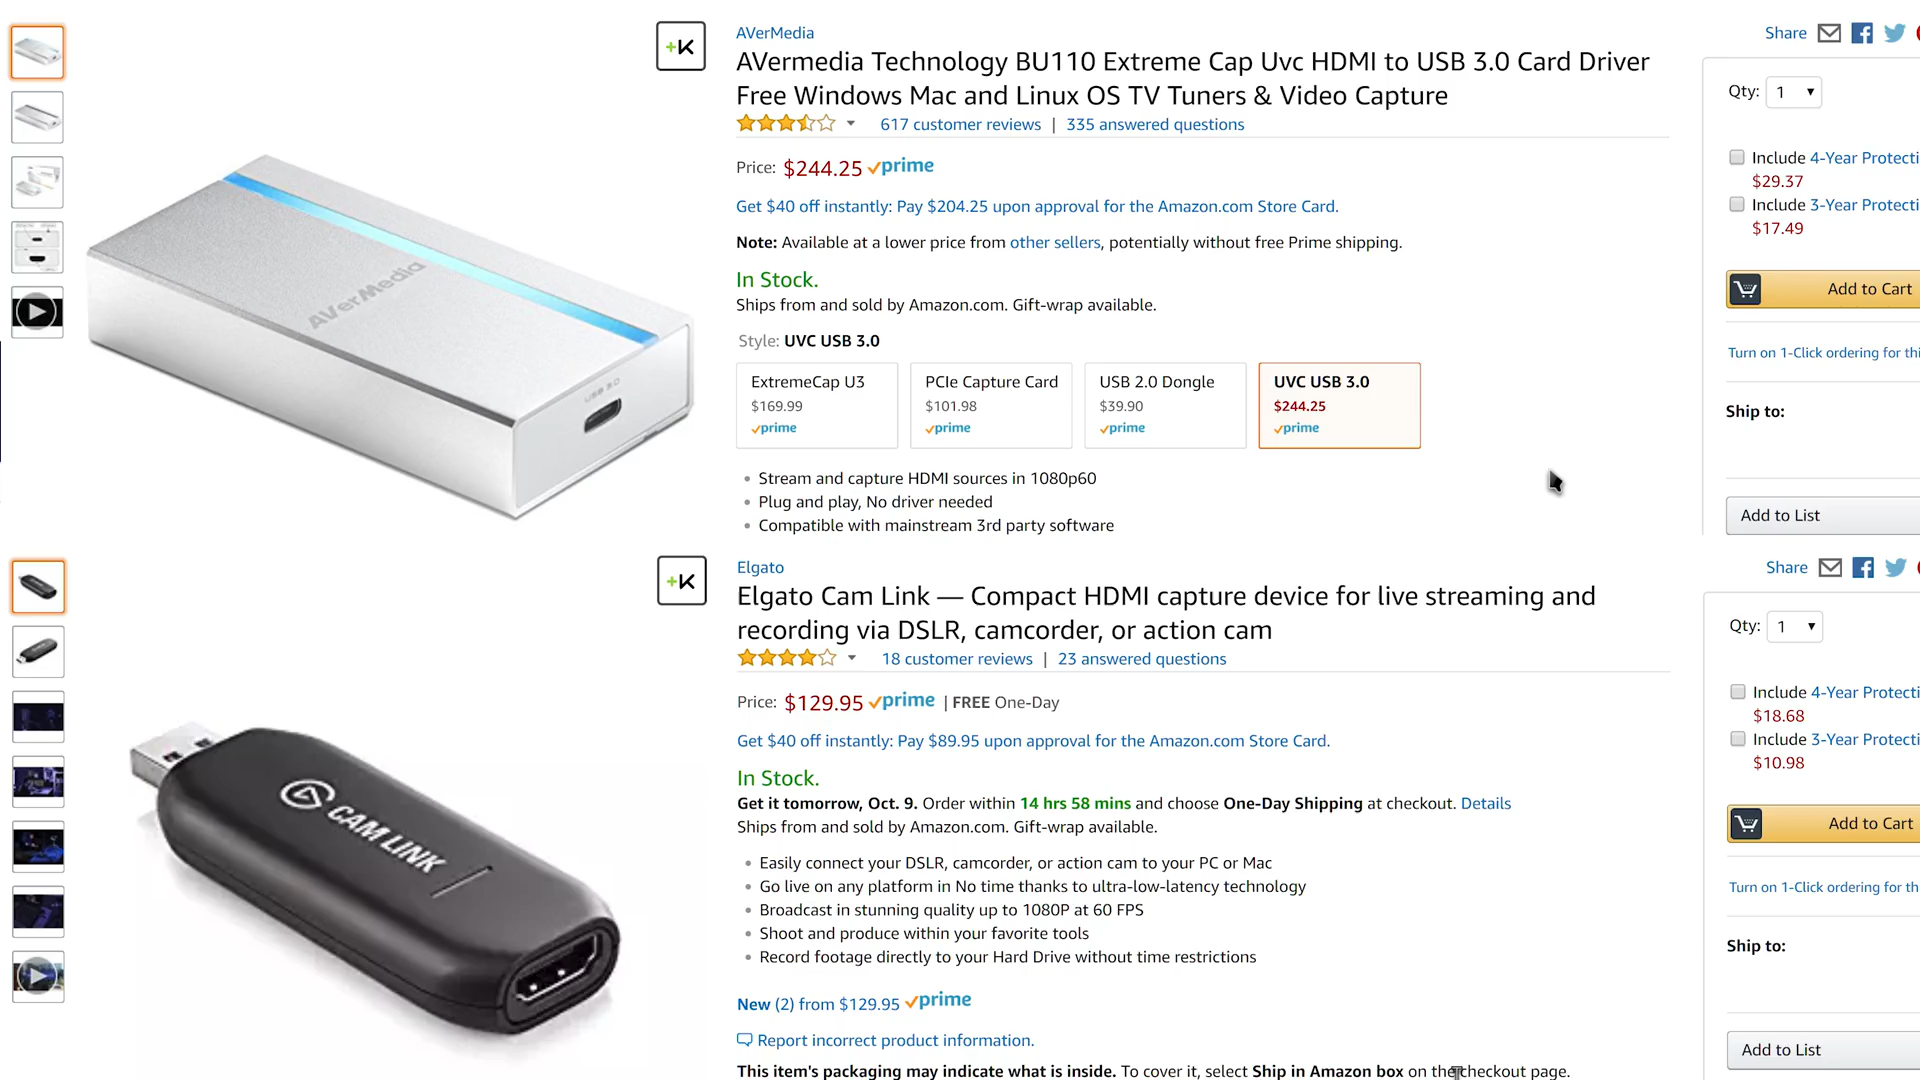 +K
AVerMedia
AVermedia Technology BU110 Extreme Cap Uvc HDMI to USB 3.0 Card Driver
Free Windows Mac and Linux OS TV Tuners & Video Capture
617 customer reviews | 335 answered questions
Price: $244.25 prime
Get $40 off instantly: Pay $204.25 upon approval for the Amazon.com Store Card.
Note: Available at a lower price from other sellers, potentially without free Prime shipping.
In Stock.
Ships from and sold by Amazon.com. Gift-wrap available.
Style: UVC USB 3.0
ExtremeCap U3 PCIe Capture Card USB 2.0 Dongle UVC USB 3.0
$169.99 $101.98 $39.90 $244.25
prime prime prime prime
Stream and capture HDMI sources in 1080p60
Plug and play, No driver needed
Compatible with mainstream 3rd party software
AVerMedia
USB 3.0
Share
Qty: 1
Include 4-Year Protecti
$29.37
Include 3-Year Protecti
$17.49
Add to Cart
Turn on 1-Click ordering for thi
Ship to:
Add to List
+K
Elgato
Elgato Cam Link — Compact HDMI capture device for live streaming and
recording via DSLR, camcorder, or action cam
18 customer reviews | 23 answered questions
Price: $129.95 prime | FREE One-Day
Get $40 off instantly: Pay $89.95 upon approval for the Amazon.com Store Card.
In Stock.
Get it tomorrow, Oct. 9. Order within 14 hrs 58 mins and choose One-Day Shipping at checkout. Details
Ships from and sold by Amazon.com. Gift-wrap available.
Easily connect your DSLR, camcorder, or action cam to your PC or Mac
Go live on any platform in No time thanks to ultra-low-latency technology
Broadcast in stunning quality up to 1080P at 60 FPS
Shoot and produce within your favorite tools
Record footage directly to your Hard Drive without time restrictions
New (2) from $129.95 prime
Report incorrect product information.
This item's packaging may indicate what is inside. To cover it, select Ship in Amazon box on the checkout page.
CAM LINK
Share
Qty: 1
Include 4-Year Protecti
$18.68
Include 3-Year Protecti
$10.98
Add to Cart
Turn on 1-Click ordering for th
Ship to:
Add to List